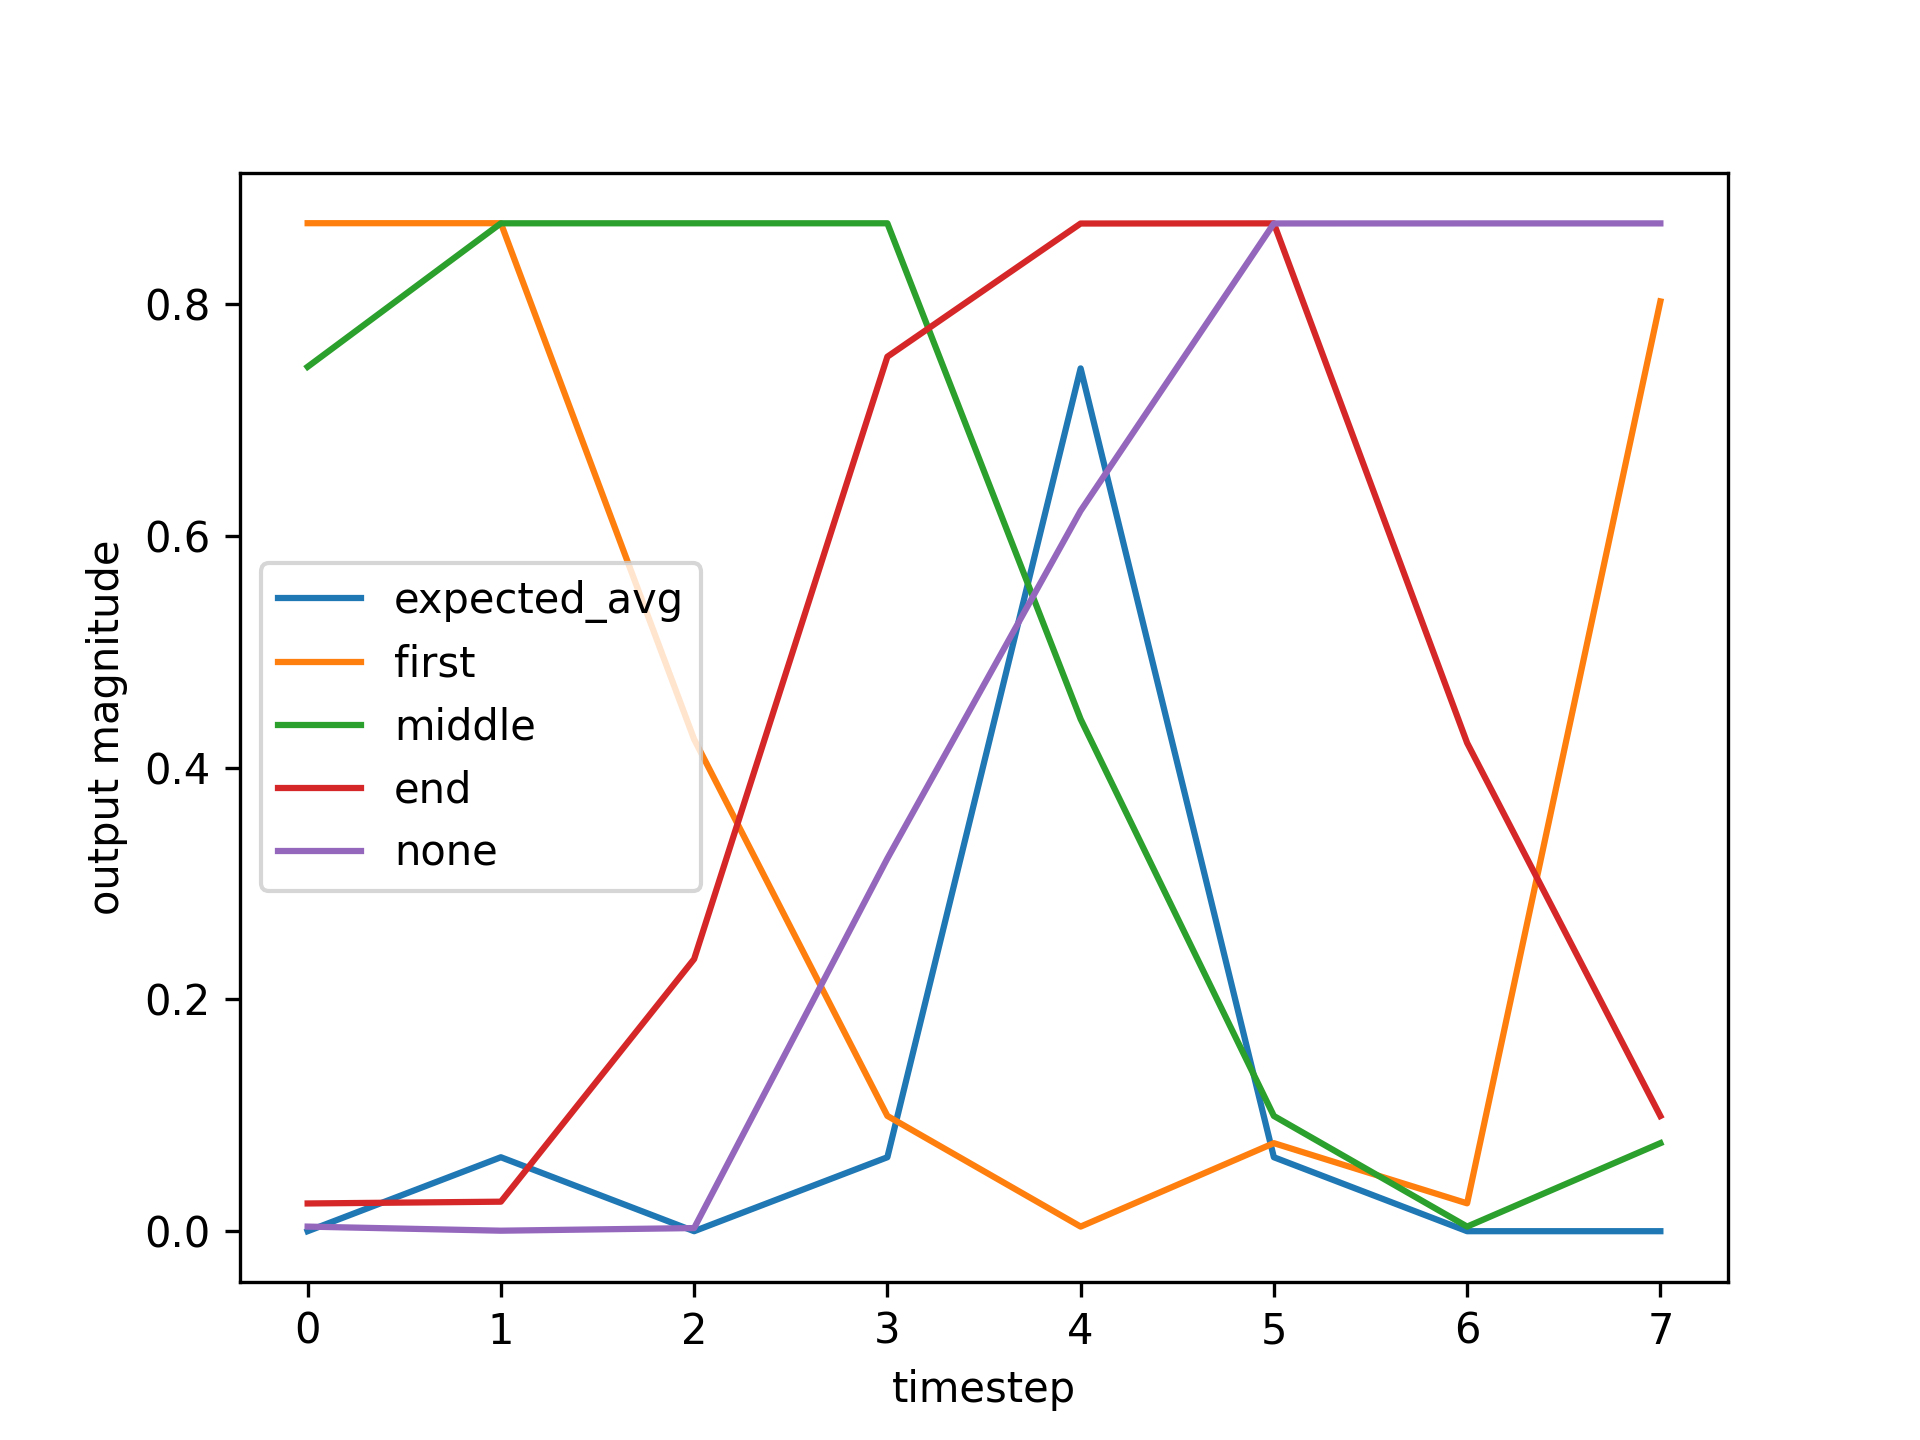 output magnitude
0.8
0.6
0.4
0.2
0.0
expected_avg
first
middle
end
none
0 1 2 3 4 5 6 7
timestep